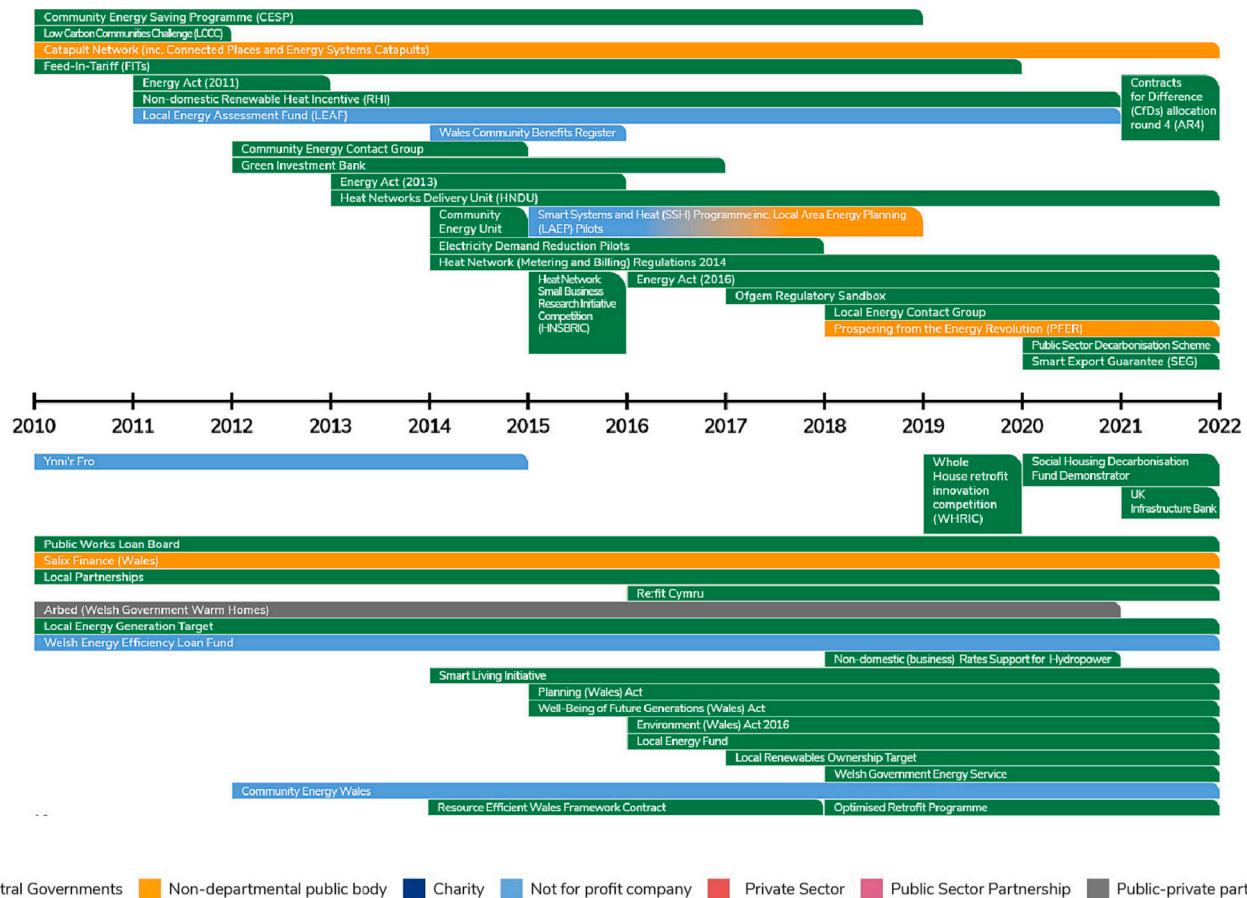 Community Energy Saving Programme (CESP)
Low Carbon Communities Challenge (LCCC)
Catapult Network (inc. Connected Places and Energy Systems Catapults)
Feed-In-Tariff (FITs)
Energy Act (2011)
Non-domestic Renewable Heat Incentive (RHI)
Local Energy Assessment Fund (LEAF)
Contracts
for Difference
(CfDs) allocation
round 4 (AR4)
Wales Community Benefits Register
Community Energy Contact Group
Green Investment Bank
Energy Act (2013)
Heat Networks Delivery Unit (HNDU)
Community
Energy Unit
Smart Systems and Heat (SSH) Programme inc. Local Area Energy Planning
(LAEP) Pilots
Electricity Demand Reduction Pilots
Heat Network (Metering and Billing) Regulations 2014
Heat Network
Small Business
Research Initiative
Competition
(HNSBRIC)
Energy Act (2016)
Ofgem Regulatory Sandbox
Local Energy Contact Group
Prospering from the Energy Revolution (PFER)
Public Sector Decarbonisation Scheme
Smart Export Guarantee (SEG)
2010 2011 2012 2013 2014 2015 2016 2017 2018 2019 2020 2021 2022
Ynni'r Fro
Whole
House retrofit
innovation
competition
(WHRIC)
Social Housing Decarbonisation
Fund Demonstrator
UK
Infrastructure Bank
Public Works Loan Board
Salix Finance (Wales)
Local Partnerships
Re:fit Cymru
Arbed (Welsh Government Warm Homes)
Local Energy Generation Target
Welsh Energy Efficiency Loan Fund
Non-domestic (business) Rates Support for Hydropower
Smart Living Initiative
Planning (Wales) Act
Well-Being of Future Generations (Wales) Act
Environment (Wales) Act 2016
Local Energy Fund
Local Renewables Ownership Target
Welsh Government Energy Service
Community Energy Wales
Resource Efficient Wales Framework Contract
Optimised Retrofit Programme
tral Governments Non-departmental public body Charity Not for profit company Private Sector Public Sector Partnership Public-private part